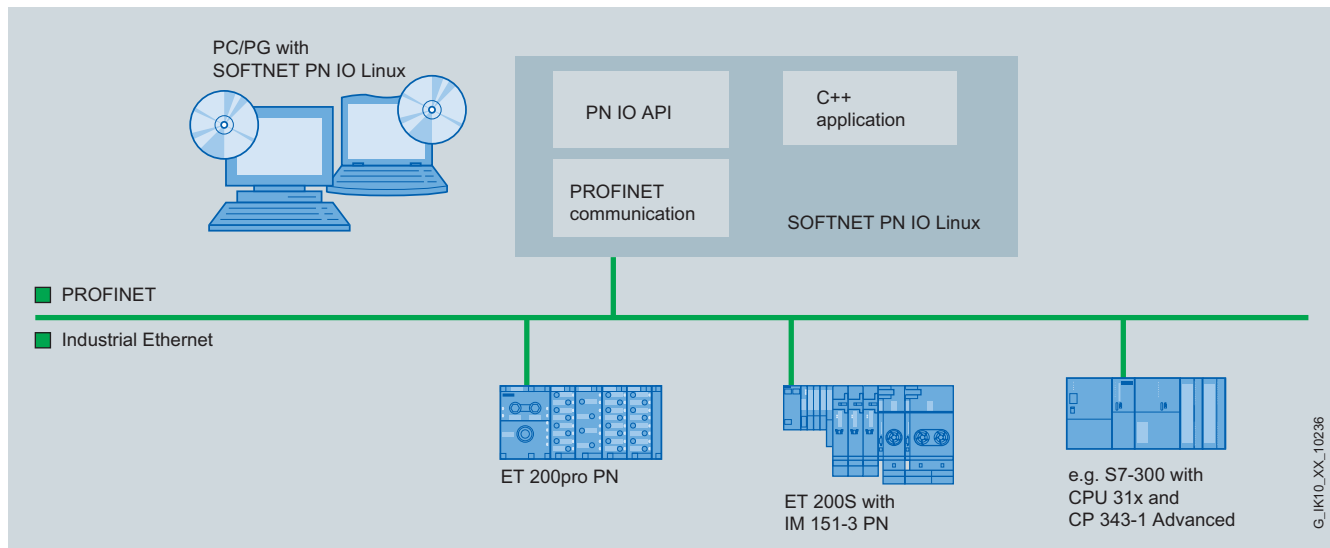 PC/PG with
SOFTNET PN IO Linux
PN IO API
C++
application
PROFINET
communication
SOFTNET PN IO Linux
PROFINET
Industrial Ethernet
ET 200pro PN
ET 200S with
IM 151-3 PN
e.g. S7-300 with
CPU 31x and
CP 343-1 Advanced
G_IK10_XX_10236